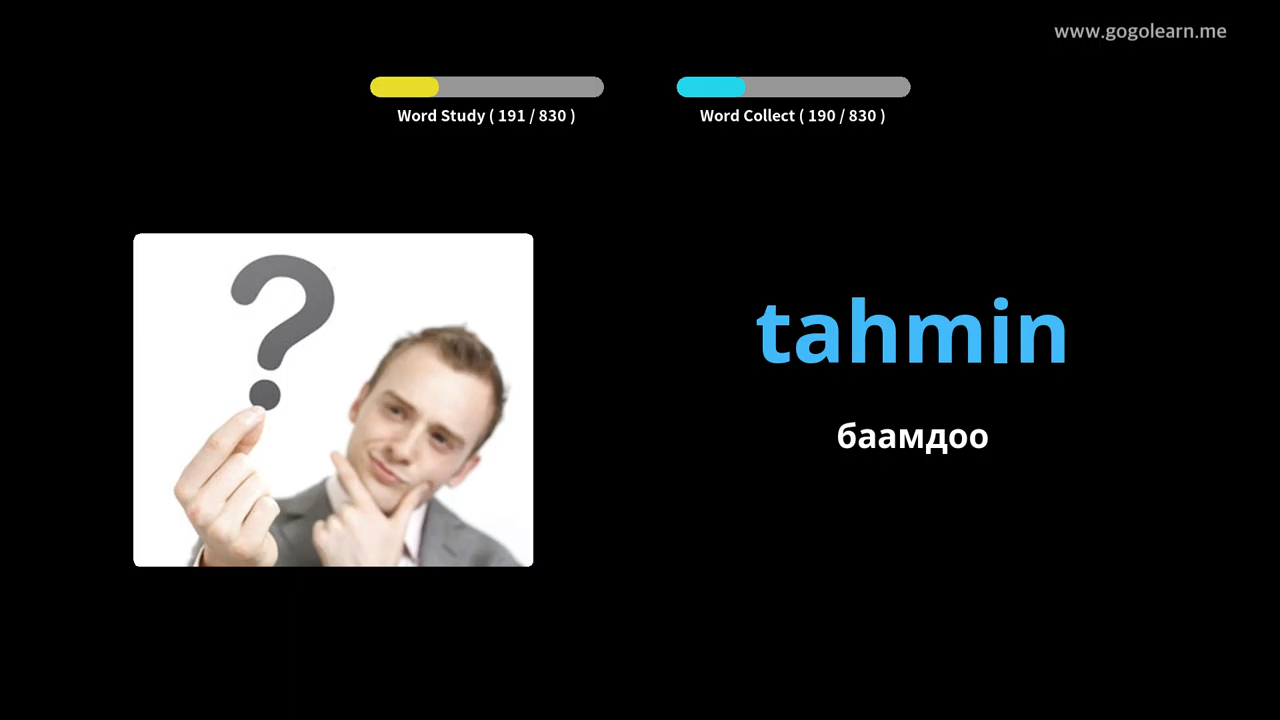 www.gogolearn.me
Word Study ( 191 / 830 )
Word Collect ( 190 / 830 )
tahmin
баамдоо